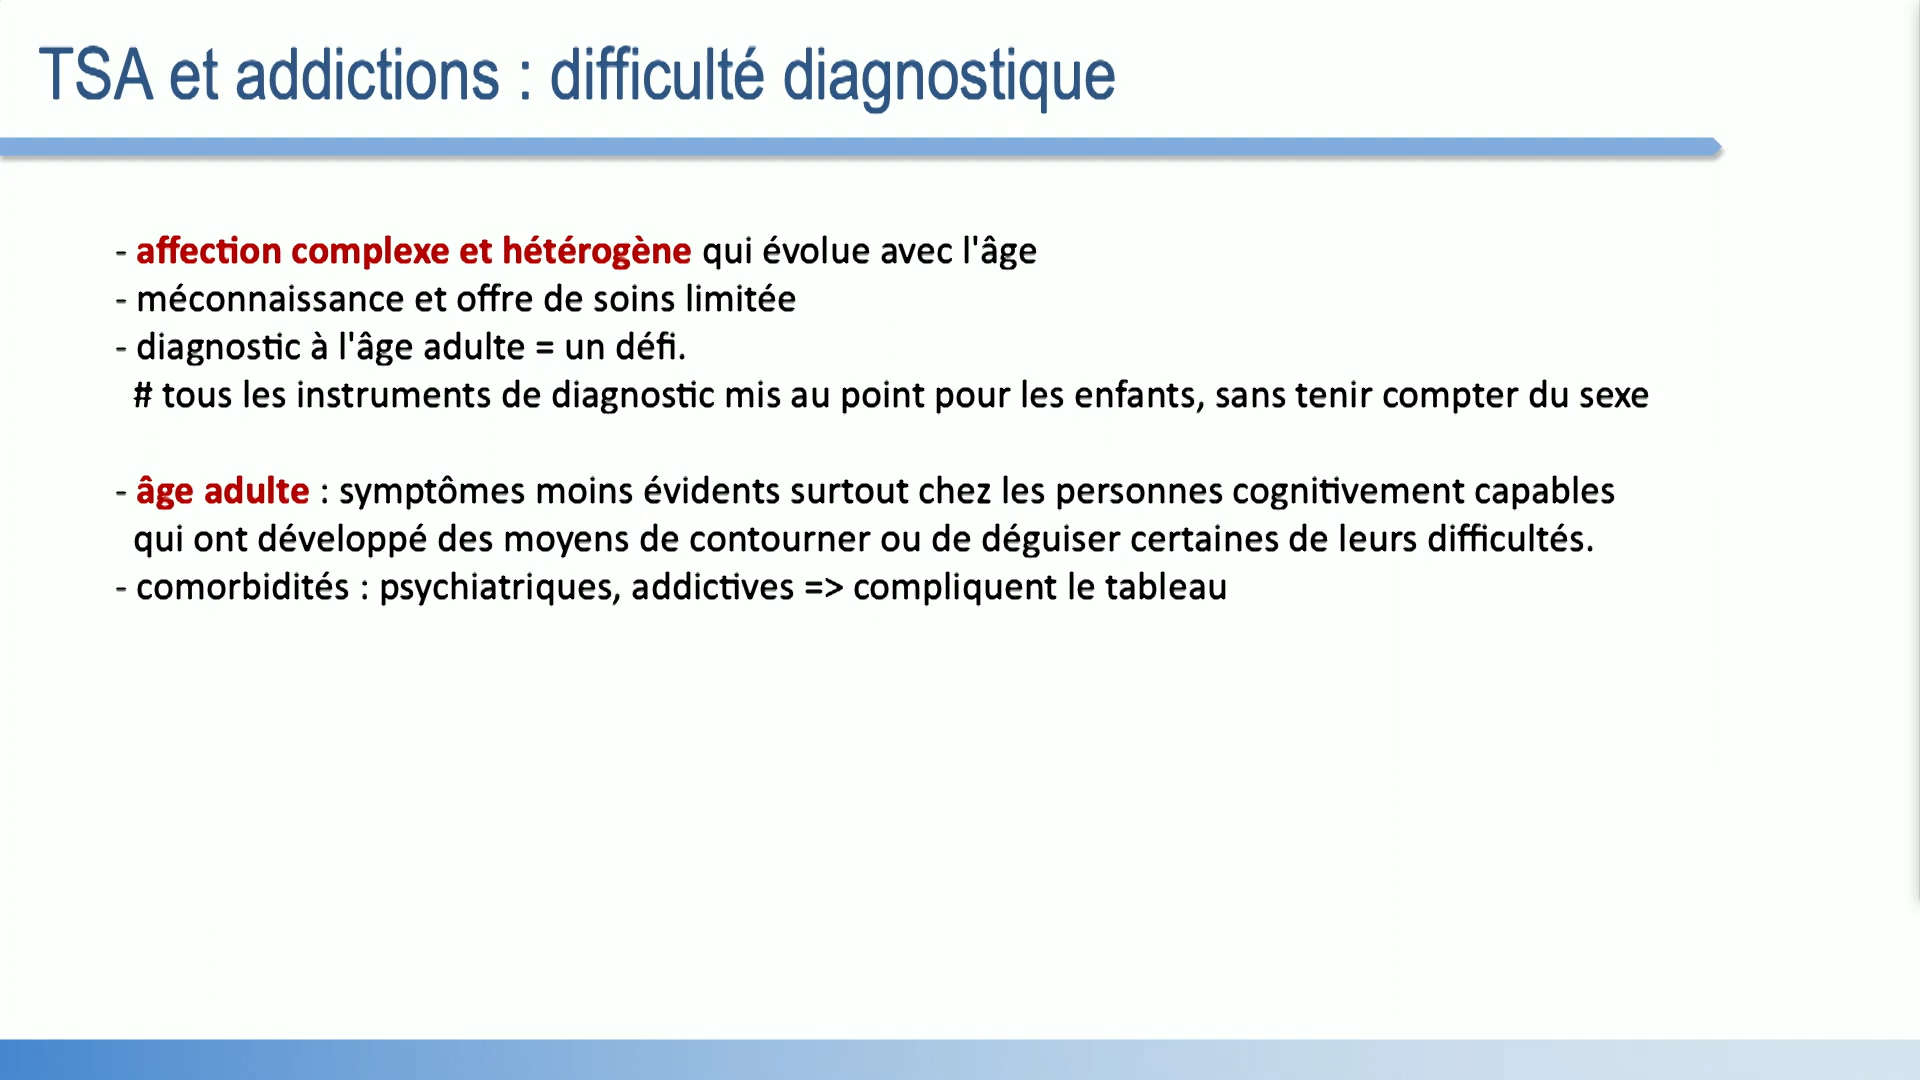 TSA et addictions : difficulté diagnostique
- affection complexe et hétérogène qui évolue avec l'âge
- méconnaissance et offre de soins limitée
- diagnostic à l'âge adulte = un défi.
# tous les instruments de diagnostic mis au point pour les enfants, sans tenir compter du sexe
- âge adulte : symptômes moins évidents surtout chez les personnes cognitivement capables
qui ont développé des moyens de contourner ou de déguiser certaines de leurs difficultés.
- comorbidités : psychiatriques, addictives => compliquent le tableau